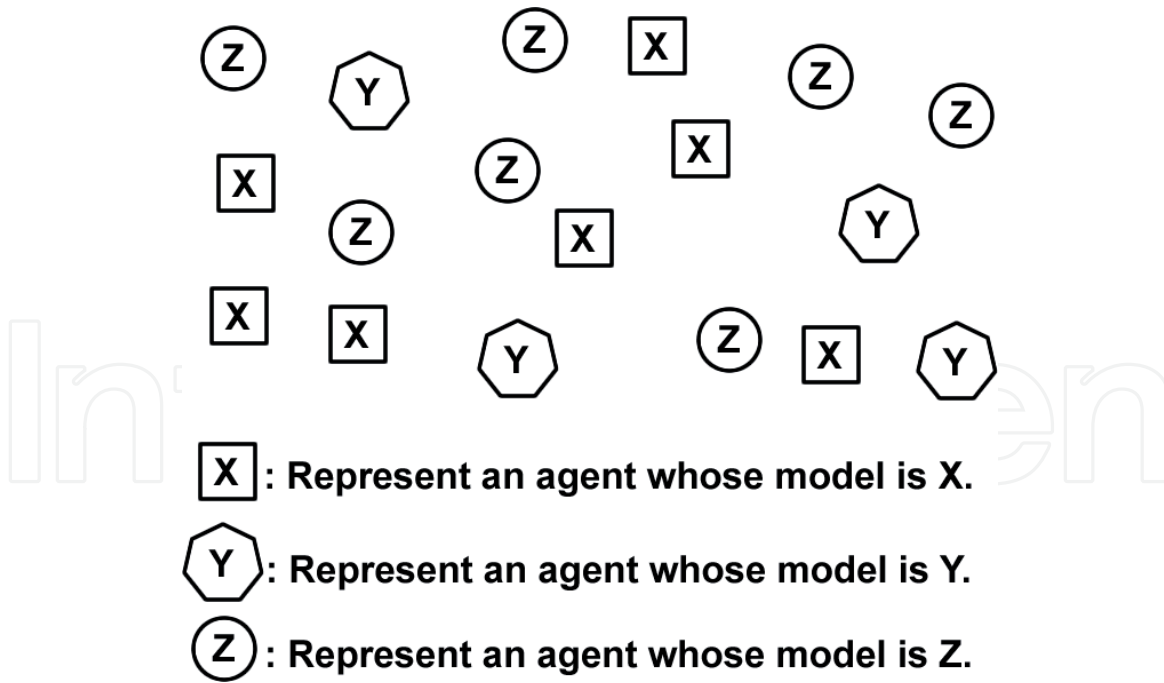 Z
Y
Z
X
Z
Z
X
Z
X
Z
X
Y
X
X
Y
Z
X
Y
X : Represent an agent whose model is X.
Y : Represent an agent whose model is Y.
Z : Represent an agent whose model is Z.